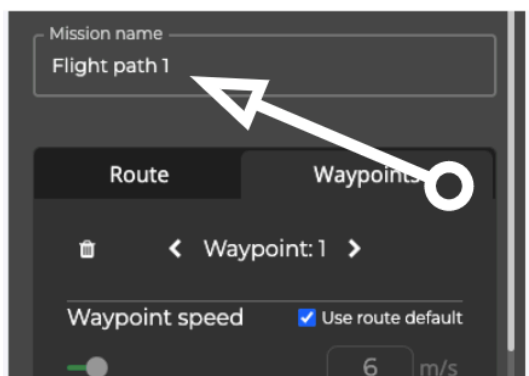 Mission name
Flight path 1
Route Waypoints
Waypoint: 1
Waypoint speed Use route default
6 m/s